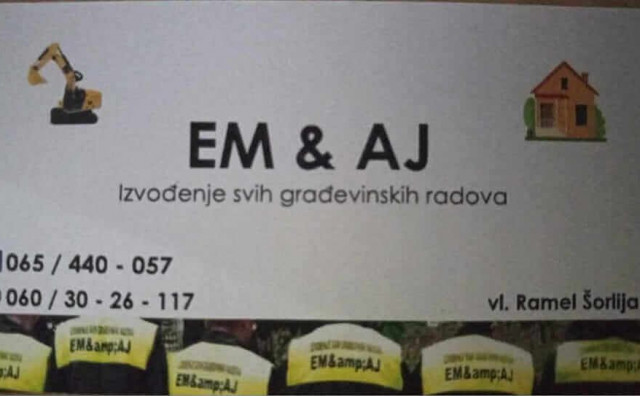 EM & AJ
Izvođenje svih građevinskih radova
065 / 440 - 057
060 / 30 - 26 - 117
vl. Ramel Šorlija
EM&amp;AJ
EM&amp;AJ
EM&amp;AJ
EM&amp;AJ
EM&amp;